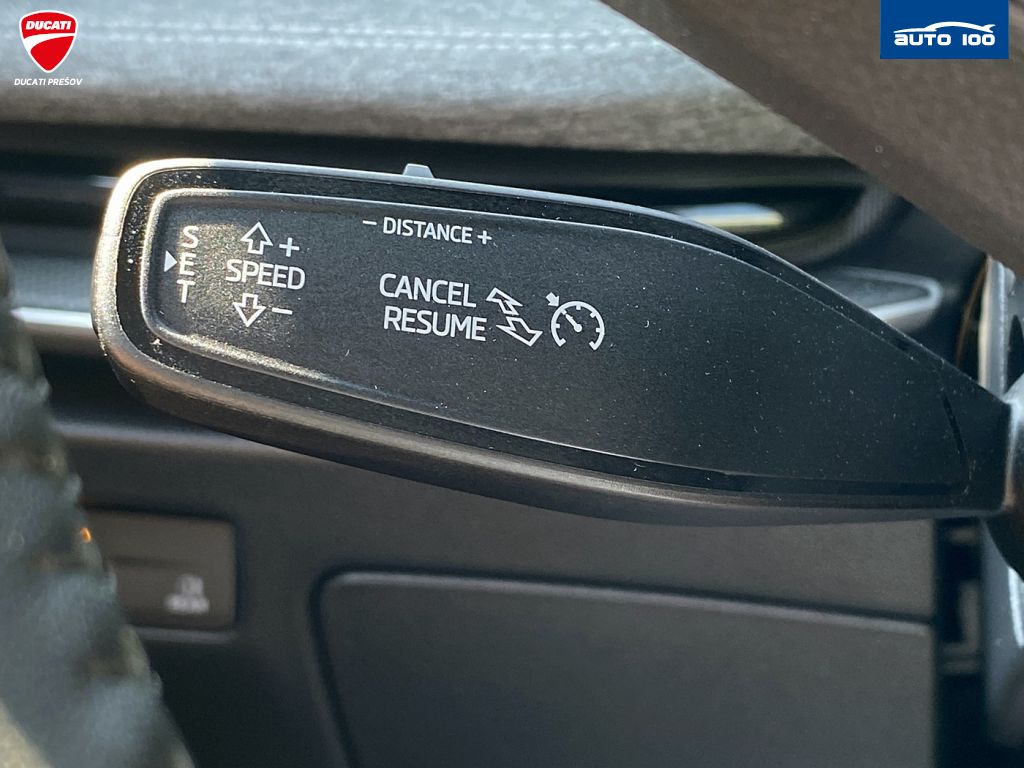 DUCATI
DUCATI PREŠOV
AUTO 100
SET
+
SPEED
−
− DISTANCE +
CANCEL
RESUME